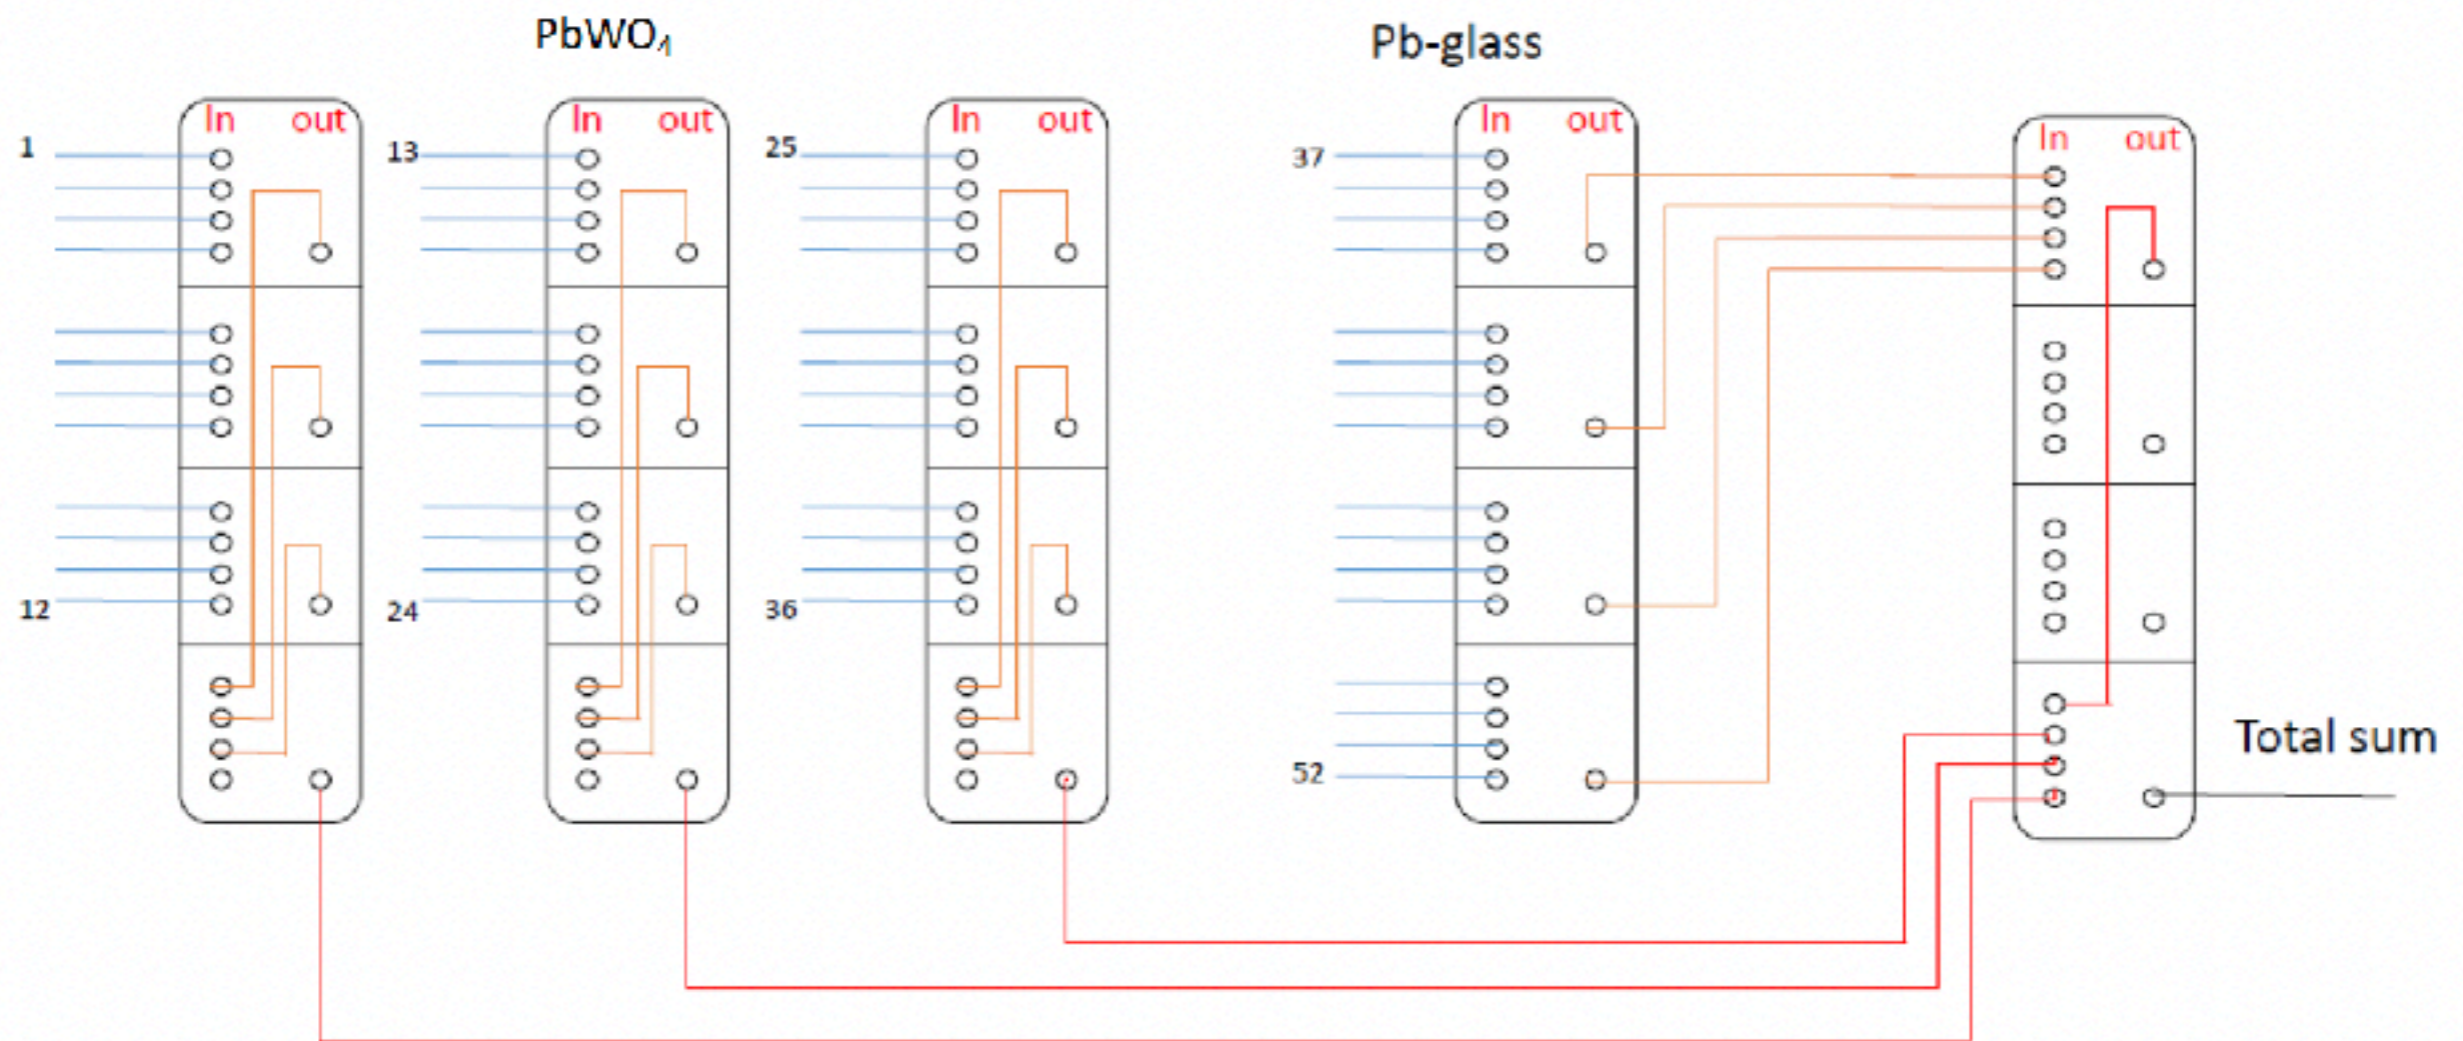 PbWO₄
Pb-glass
In out
In out
In out
In out
In out
1
13
25
37
12
24
36
52
Total sum